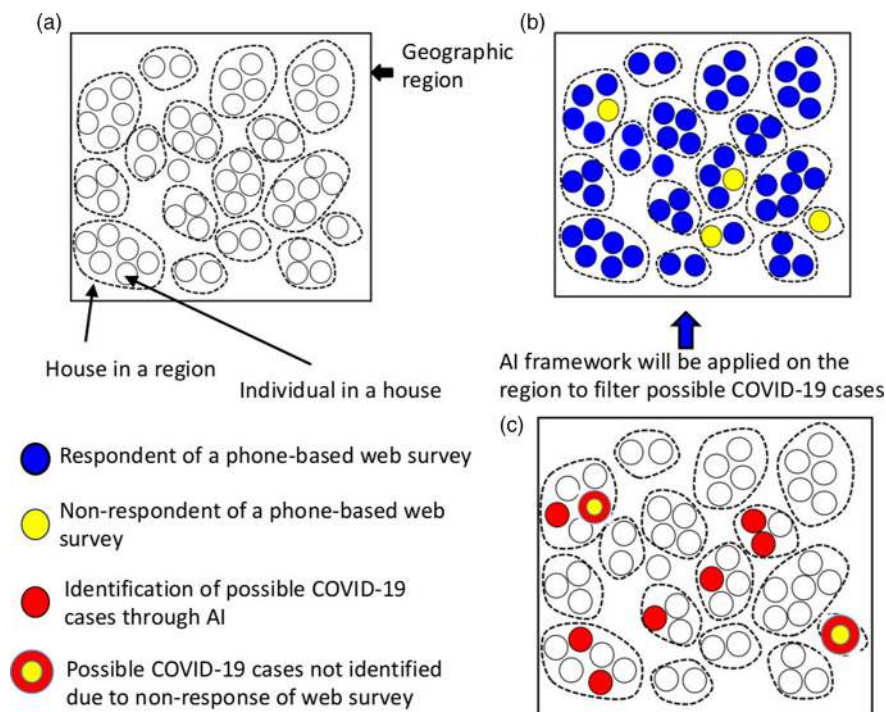 (a)
Geographic
region
House in a region
Individual in a house
(b)
AI framework will be applied on the
region to filter possible COVID-19 cases
(c)
Respondent of a phone-based web survey
Non-respondent of a phone-based web
survey
Identification of possible COVID-19
cases through AI
Possible COVID-19 cases not identified
due to non-response of web survey